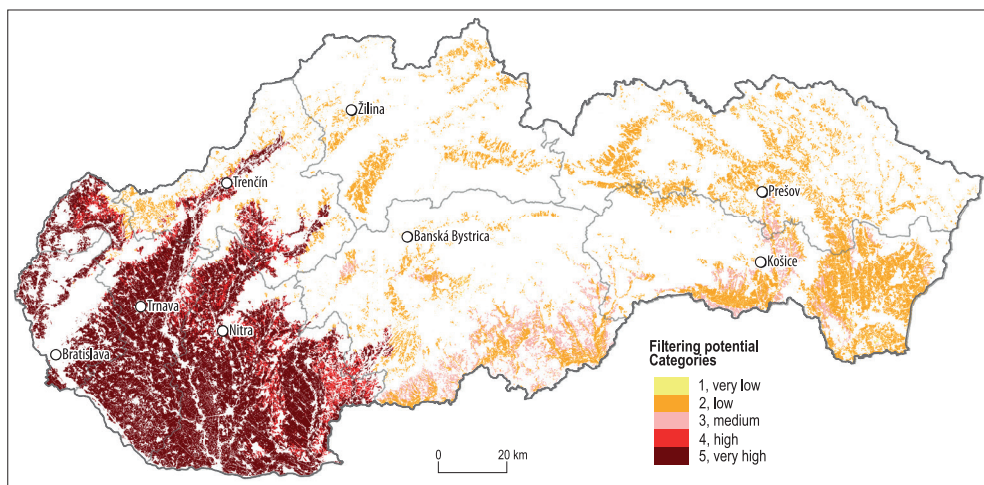 Žilina
Trenčín
Prešov
Banská Bystrica
Košice
Trnava
Nitra
Bratislava
Filtering potential
Categories
1, very low
2, low
3, medium
4, high
5, very high
0 20 km